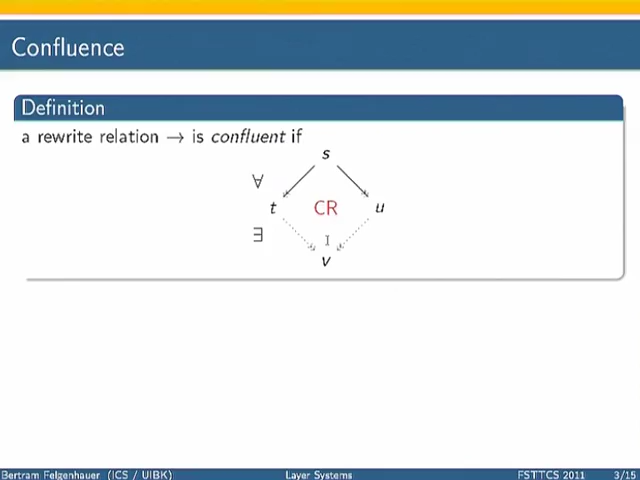 Confluence
Definition
a rewrite relation → is confluent if
s
∀
t CR u
∃
v
Bertram Felgenhauer (ICS / UIBK) Layer Systems FSTTCS 2011 3/15